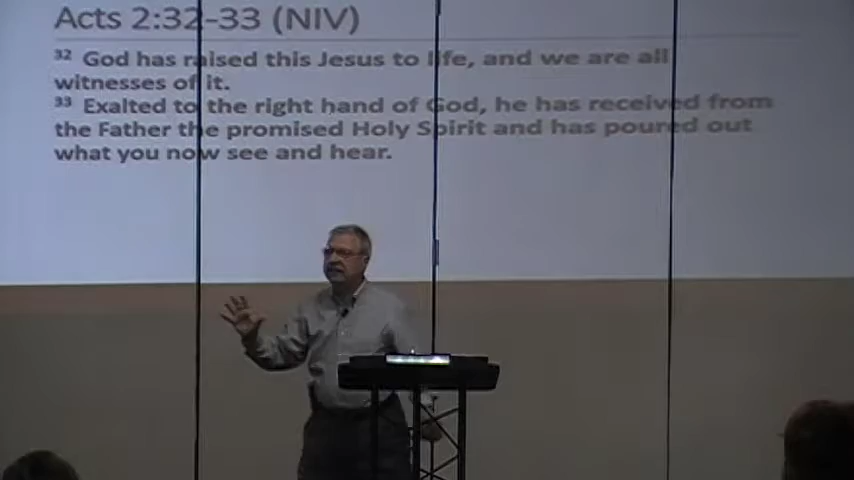 Acts 2:32-33 (NIV)
32 God has raised this Jesus to life, and we are all
witnesses of it.
33 Exalted to the right hand of God, he has received from
the Father the promised Holy Spirit and has poured out
what you now see and hear.